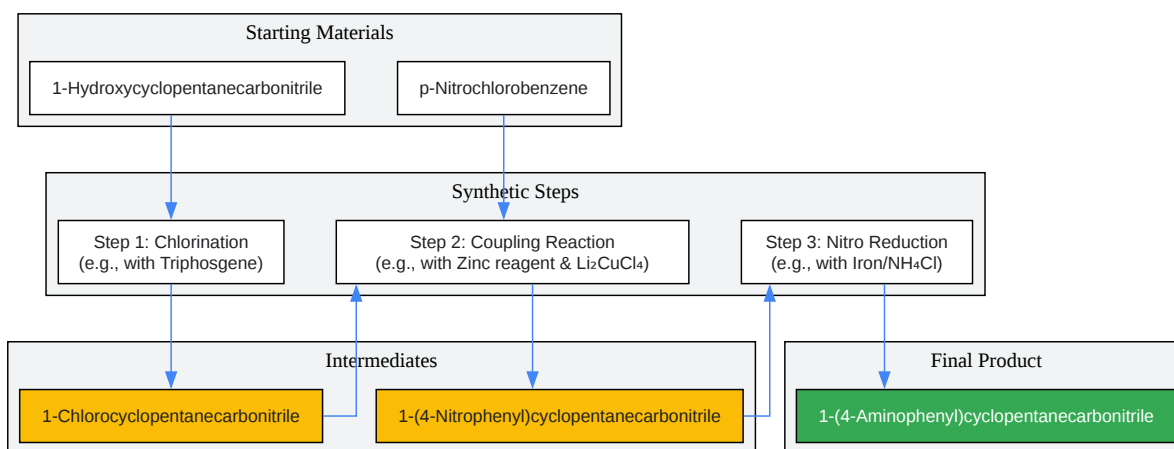 Starting Materials
1-Hydroxycyclopentanecarbonitrile
p-Nitrochlorobenzene
Synthetic Steps
Step 1: Chlorination
(e.g., with Triphosgene)
Step 2: Coupling Reaction
(e.g., with Zinc reagent & Li₂CuCl₄)
Step 3: Nitro Reduction
(e.g., with Iron/NH₄Cl)
Intermediates
1-Chlorocyclopentanecarbonitrile
1-(4-Nitrophenyl)cyclopentanecarbonitrile
Final Product
1-(4-Aminophenyl)cyclopentanecarbonitrile